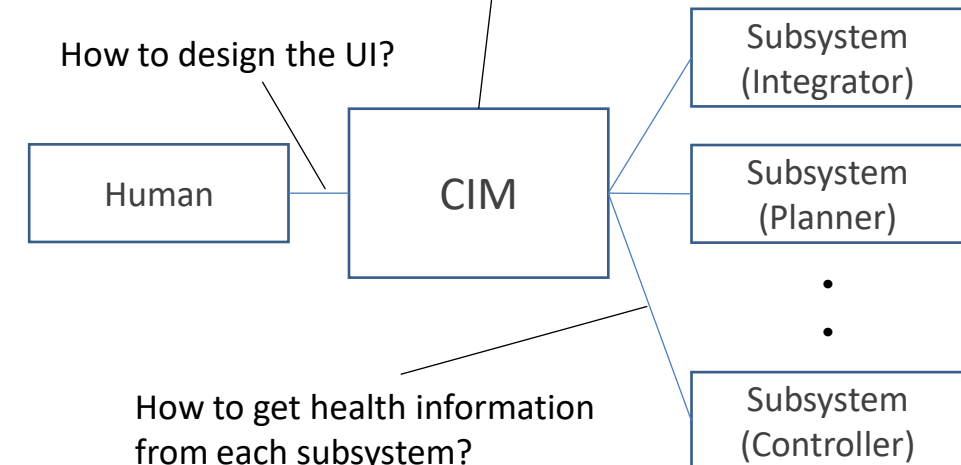 How to design the UI?
Subsystem
(Integrator)
Human
CIM
Subsystem
(Planner)
How to get health information
from each subsystem?
Subsystem
(Controller)